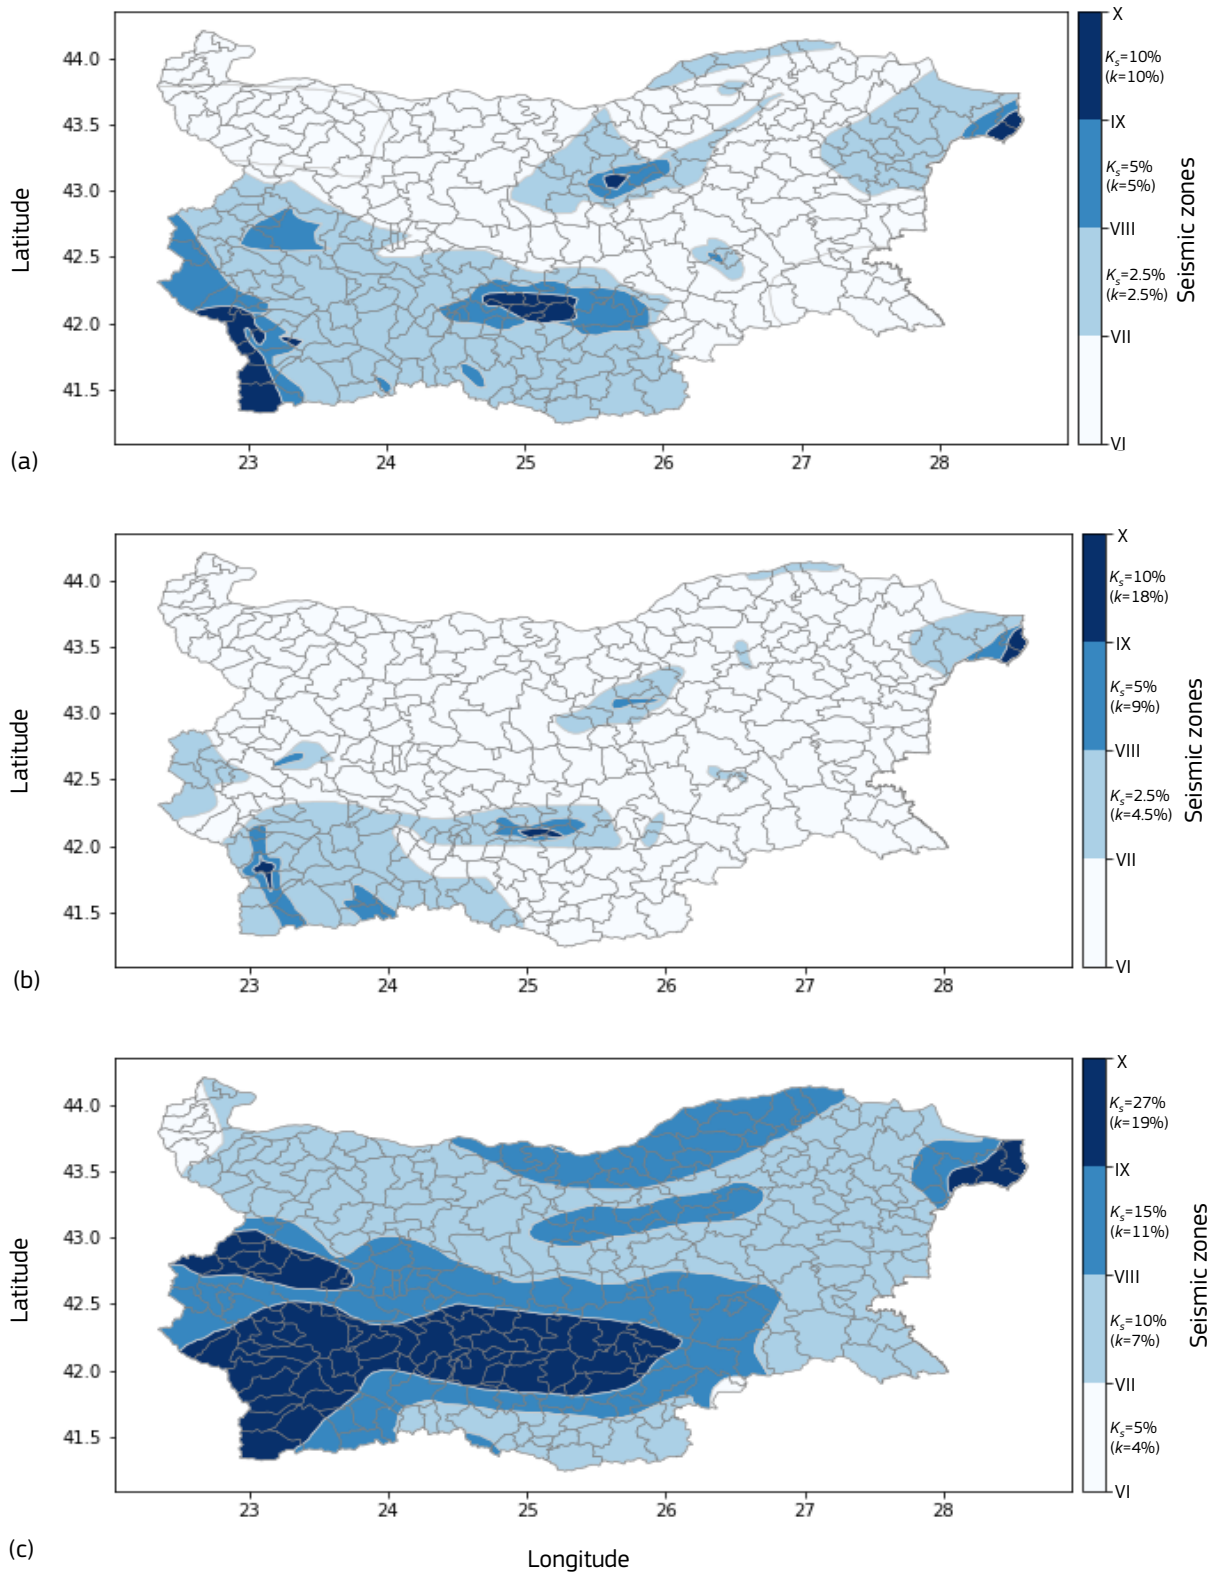 X
44.0
Ks=10%
(k=10%)
43.5
IX
Ks=5%
(k=5%)
43.0
VIII
42.5
Ks=2.5%
(k=2.5%)
42.0
VII
41.5
VI
Latitude
Seismic zones
(a)
23 24 25 26 27 28
X
44.0
Ks=10%
(k=18%)
43.5
IX
Ks=5%
(k=9%)
43.0
VIII
42.5
Ks=2.5%
(k=4.5%)
42.0
VII
41.5
VI
Latitude
Seismic zones
(b)
23 24 25 26 27 28
X
44.0
Ks=27%
(k=19%)
43.5
IX
Ks=15%
(k=11%)
43.0
VIII
42.5
Ks=10%
(k=7%)
42.0
VII
41.5
Ks=5%
(k=4%)
VI
Latitude
Seismic zones
23 24 25 26 27 28
(c)
Longitude